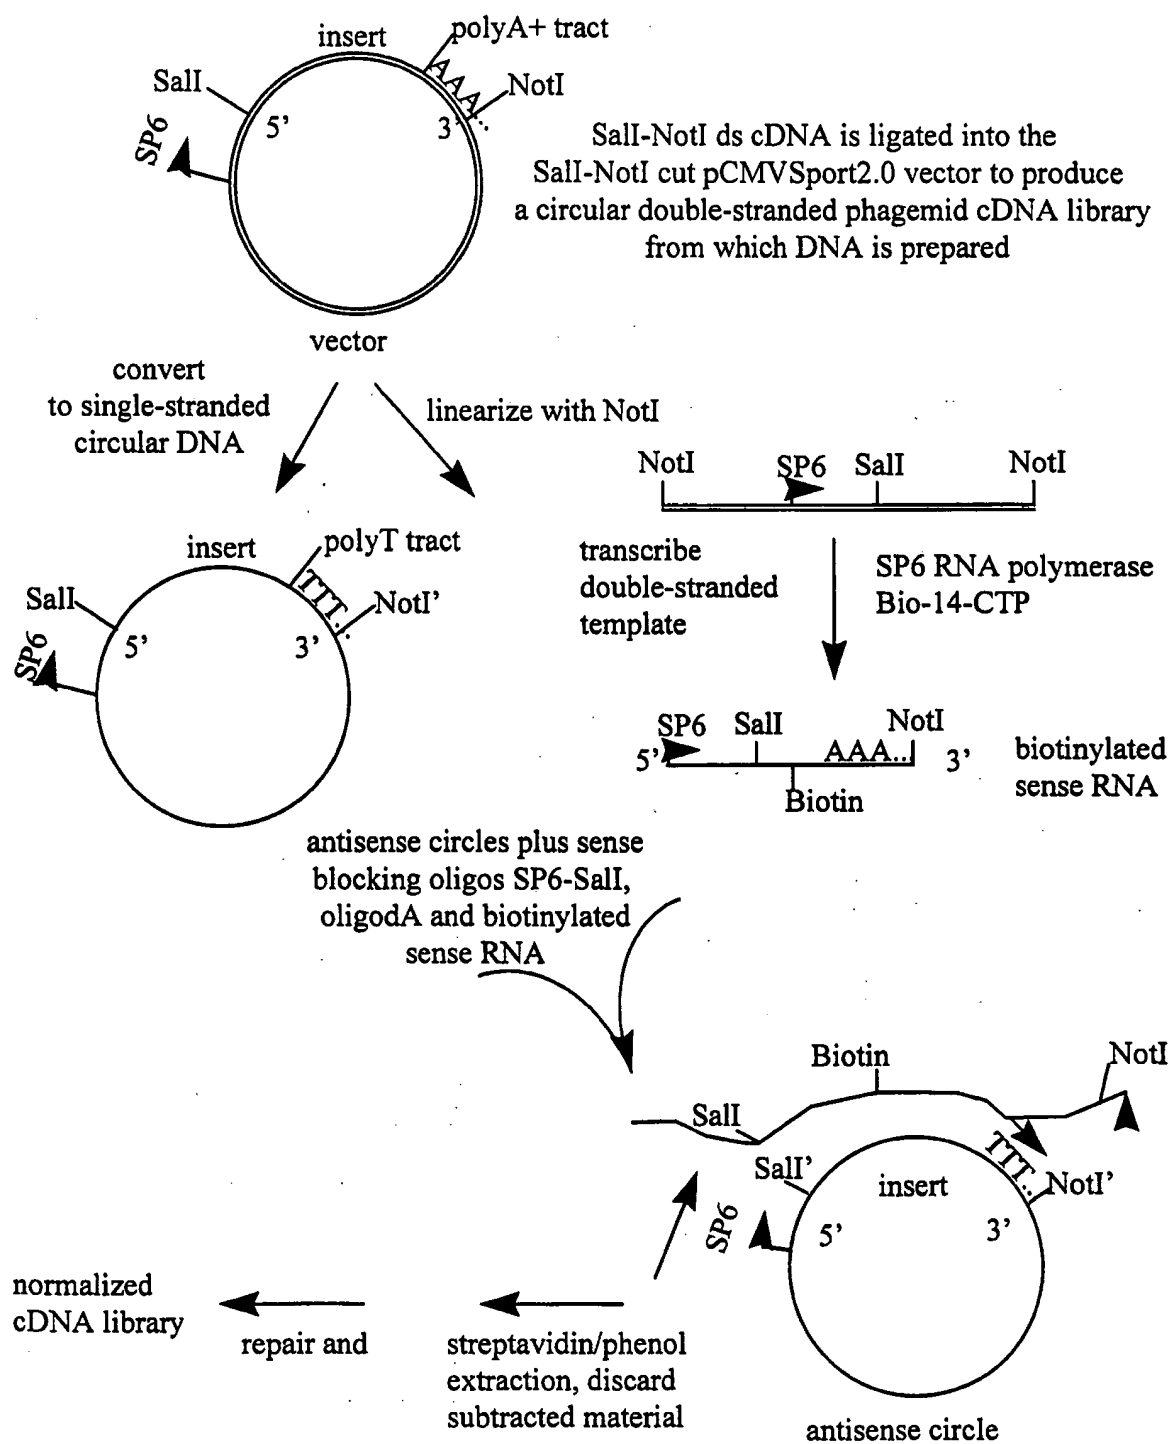 insert
polyA+ tract
SalI
AAA..
NotI
5'
3'
SP6
SalI-NotI ds cDNA is ligated into the
SalI-NotI cut pCMVSport2.0 vector to produce
a circular double-stranded phagemid cDNA library
from which DNA is prepared
vector
convert
to single-stranded
circular DNA
linearize with NotI
NotI
SP6
SalI
NotI
insert
polyT tract
TTT..
SalI
NotI'
5'
3'
SP6
transcribe
double-stranded
template
SP6 RNA polymerase
Bio-14-CTP
SP6
SalI
NotI
5'
AAA..
3'
Biotin
biotinylated
sense RNA
antisense circles plus sense
blocking oligos SP6-SalI,
oligodA and biotinylated
sense RNA
Biotin
NotI
SalI
TTT..
SalI'
insert
NotI'
SP6
5'
3'
normalized
cDNA library
repair and
streptavidin/phenol
extraction, discard
subtracted material
antisense circle